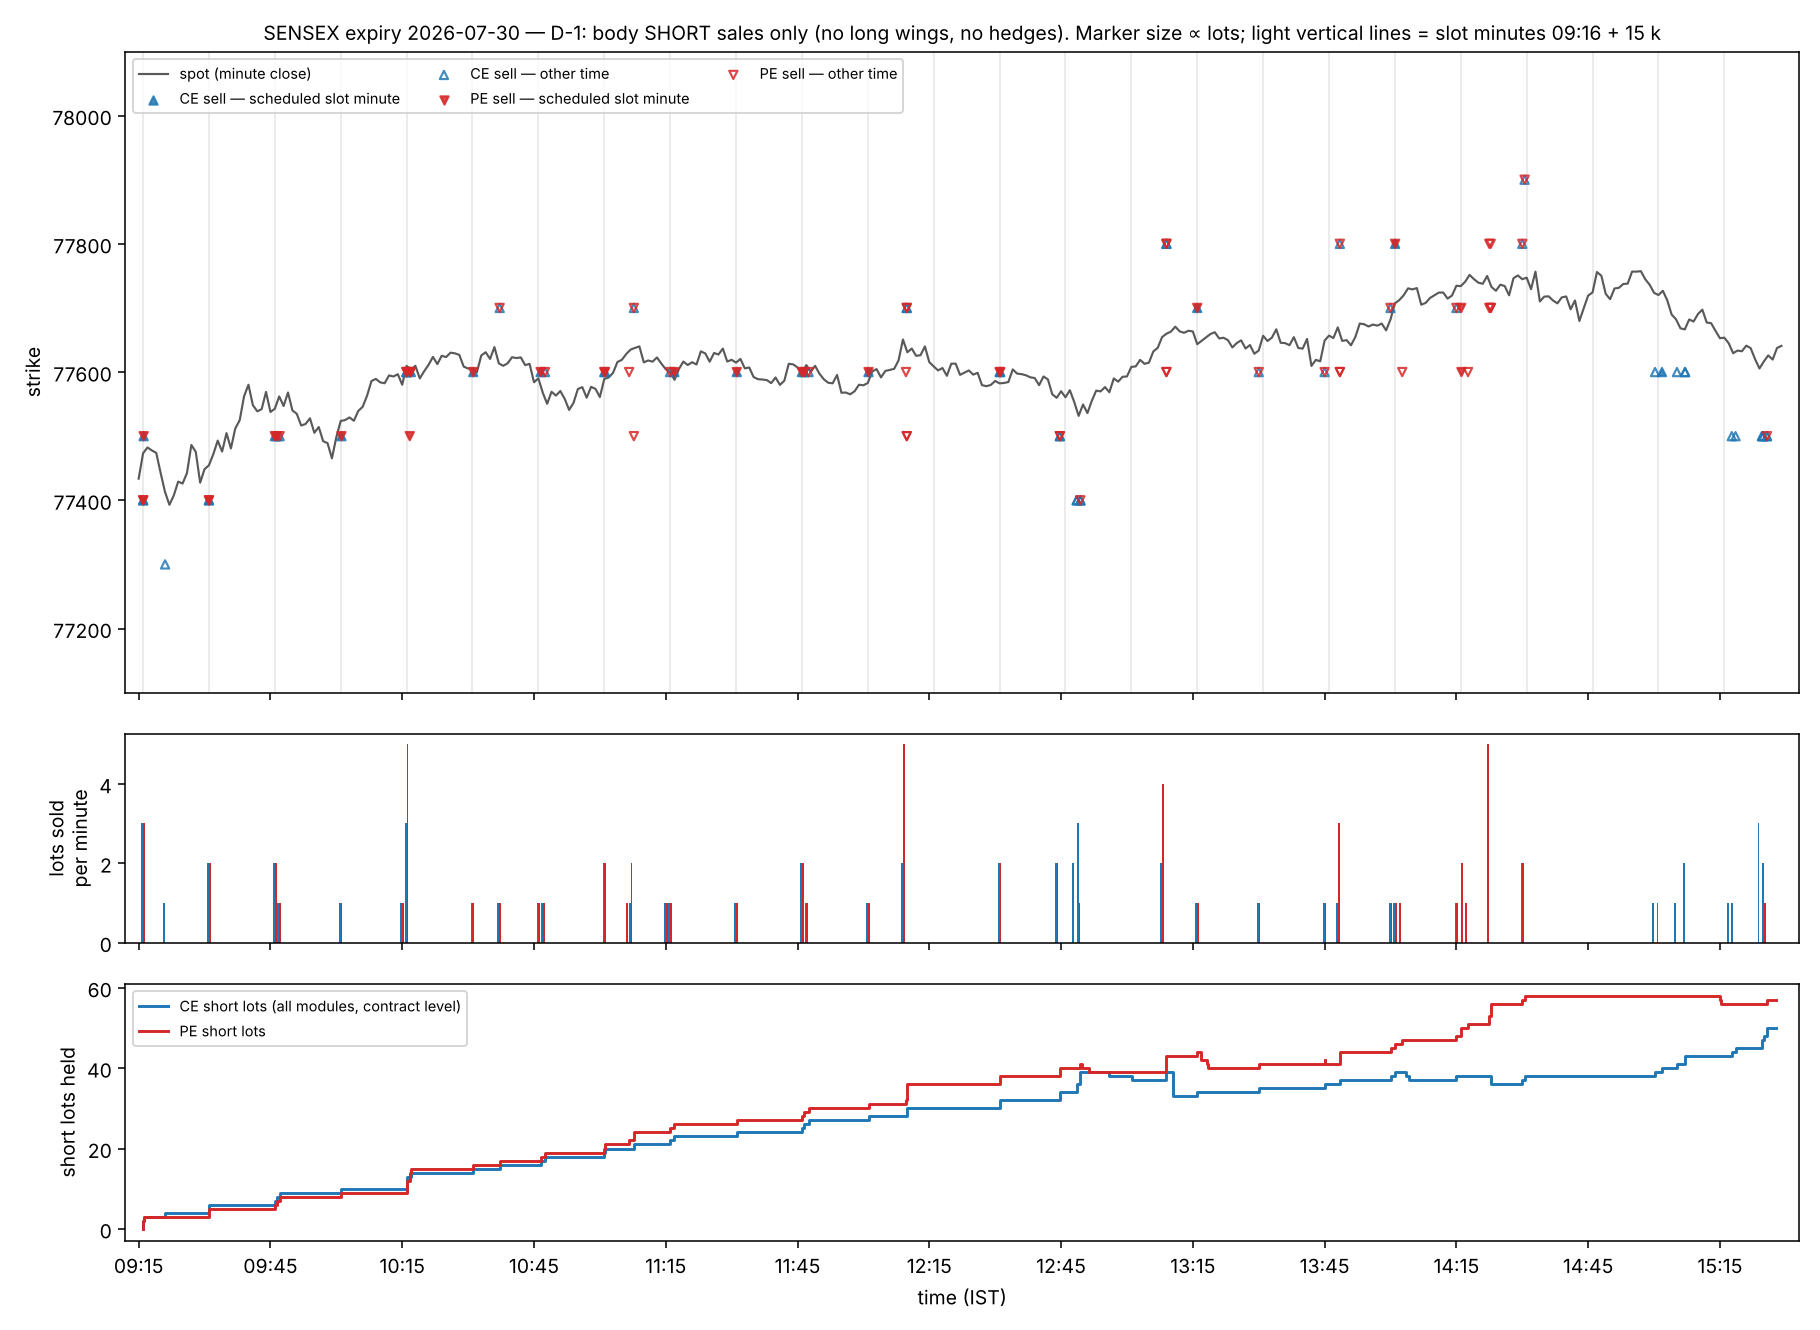 SENSEX expiry 2026-07-30 — D-1: body SHORT sales only (no long wings, no hedges). Marker size ∝ lots; light vertical lines = slot minutes 09:16 + 15 k
spot (minute close)
CE sell — scheduled slot minute
CE sell — other time
PE sell — scheduled slot minute
PE sell — other time
78000
77800
77600
77400
77200
strike
4
2
0
lots sold
per minute
CE short lots (all modules, contract level)
PE short lots
60
40
20
0
short lots held
09:15 09:45 10:15 10:45 11:15 11:45 12:15 12:45 13:15 13:45 14:15 14:45 15:15
time (IST)